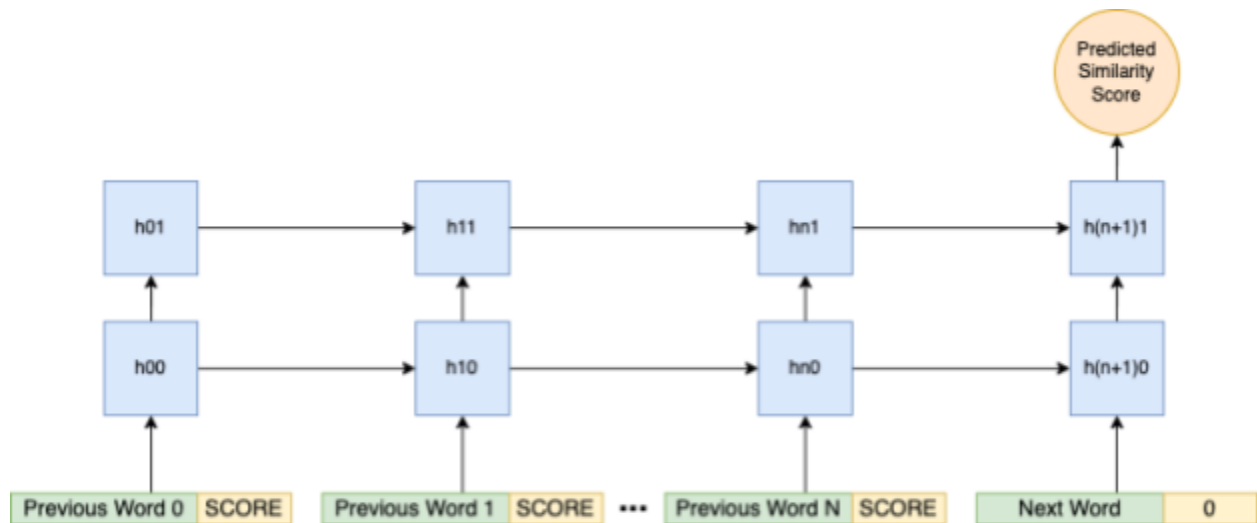 Predicted
Similarity
Score
h01
h11
hn1
h(n+1)1
h00
h10
hn0
h(n+1)0
Previous Word 0 SCORE
Previous Word 1 SCORE
...
Previous Word N SCORE
Next Word 0